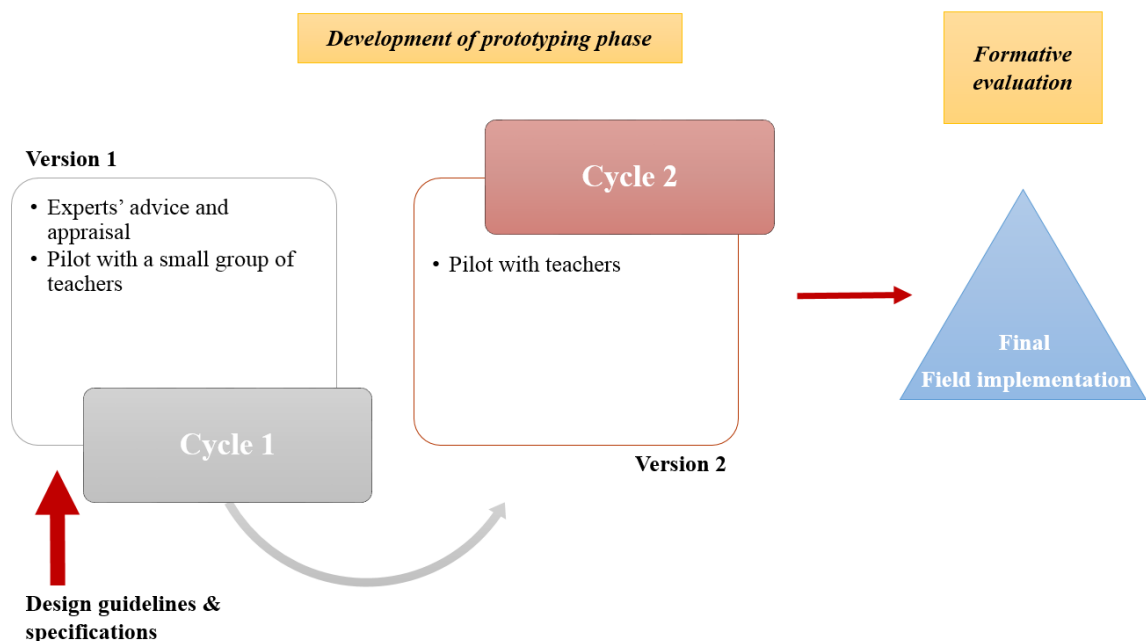 Development of prototyping phase
Formative
evaluation
Version 1
• Experts’ advice and
appraisal
• Pilot with a small group of
teachers
Cycle 1
Cycle 2
• Pilot with teachers
Version 2
Final
Field implementation
Design guidelines &
specifications